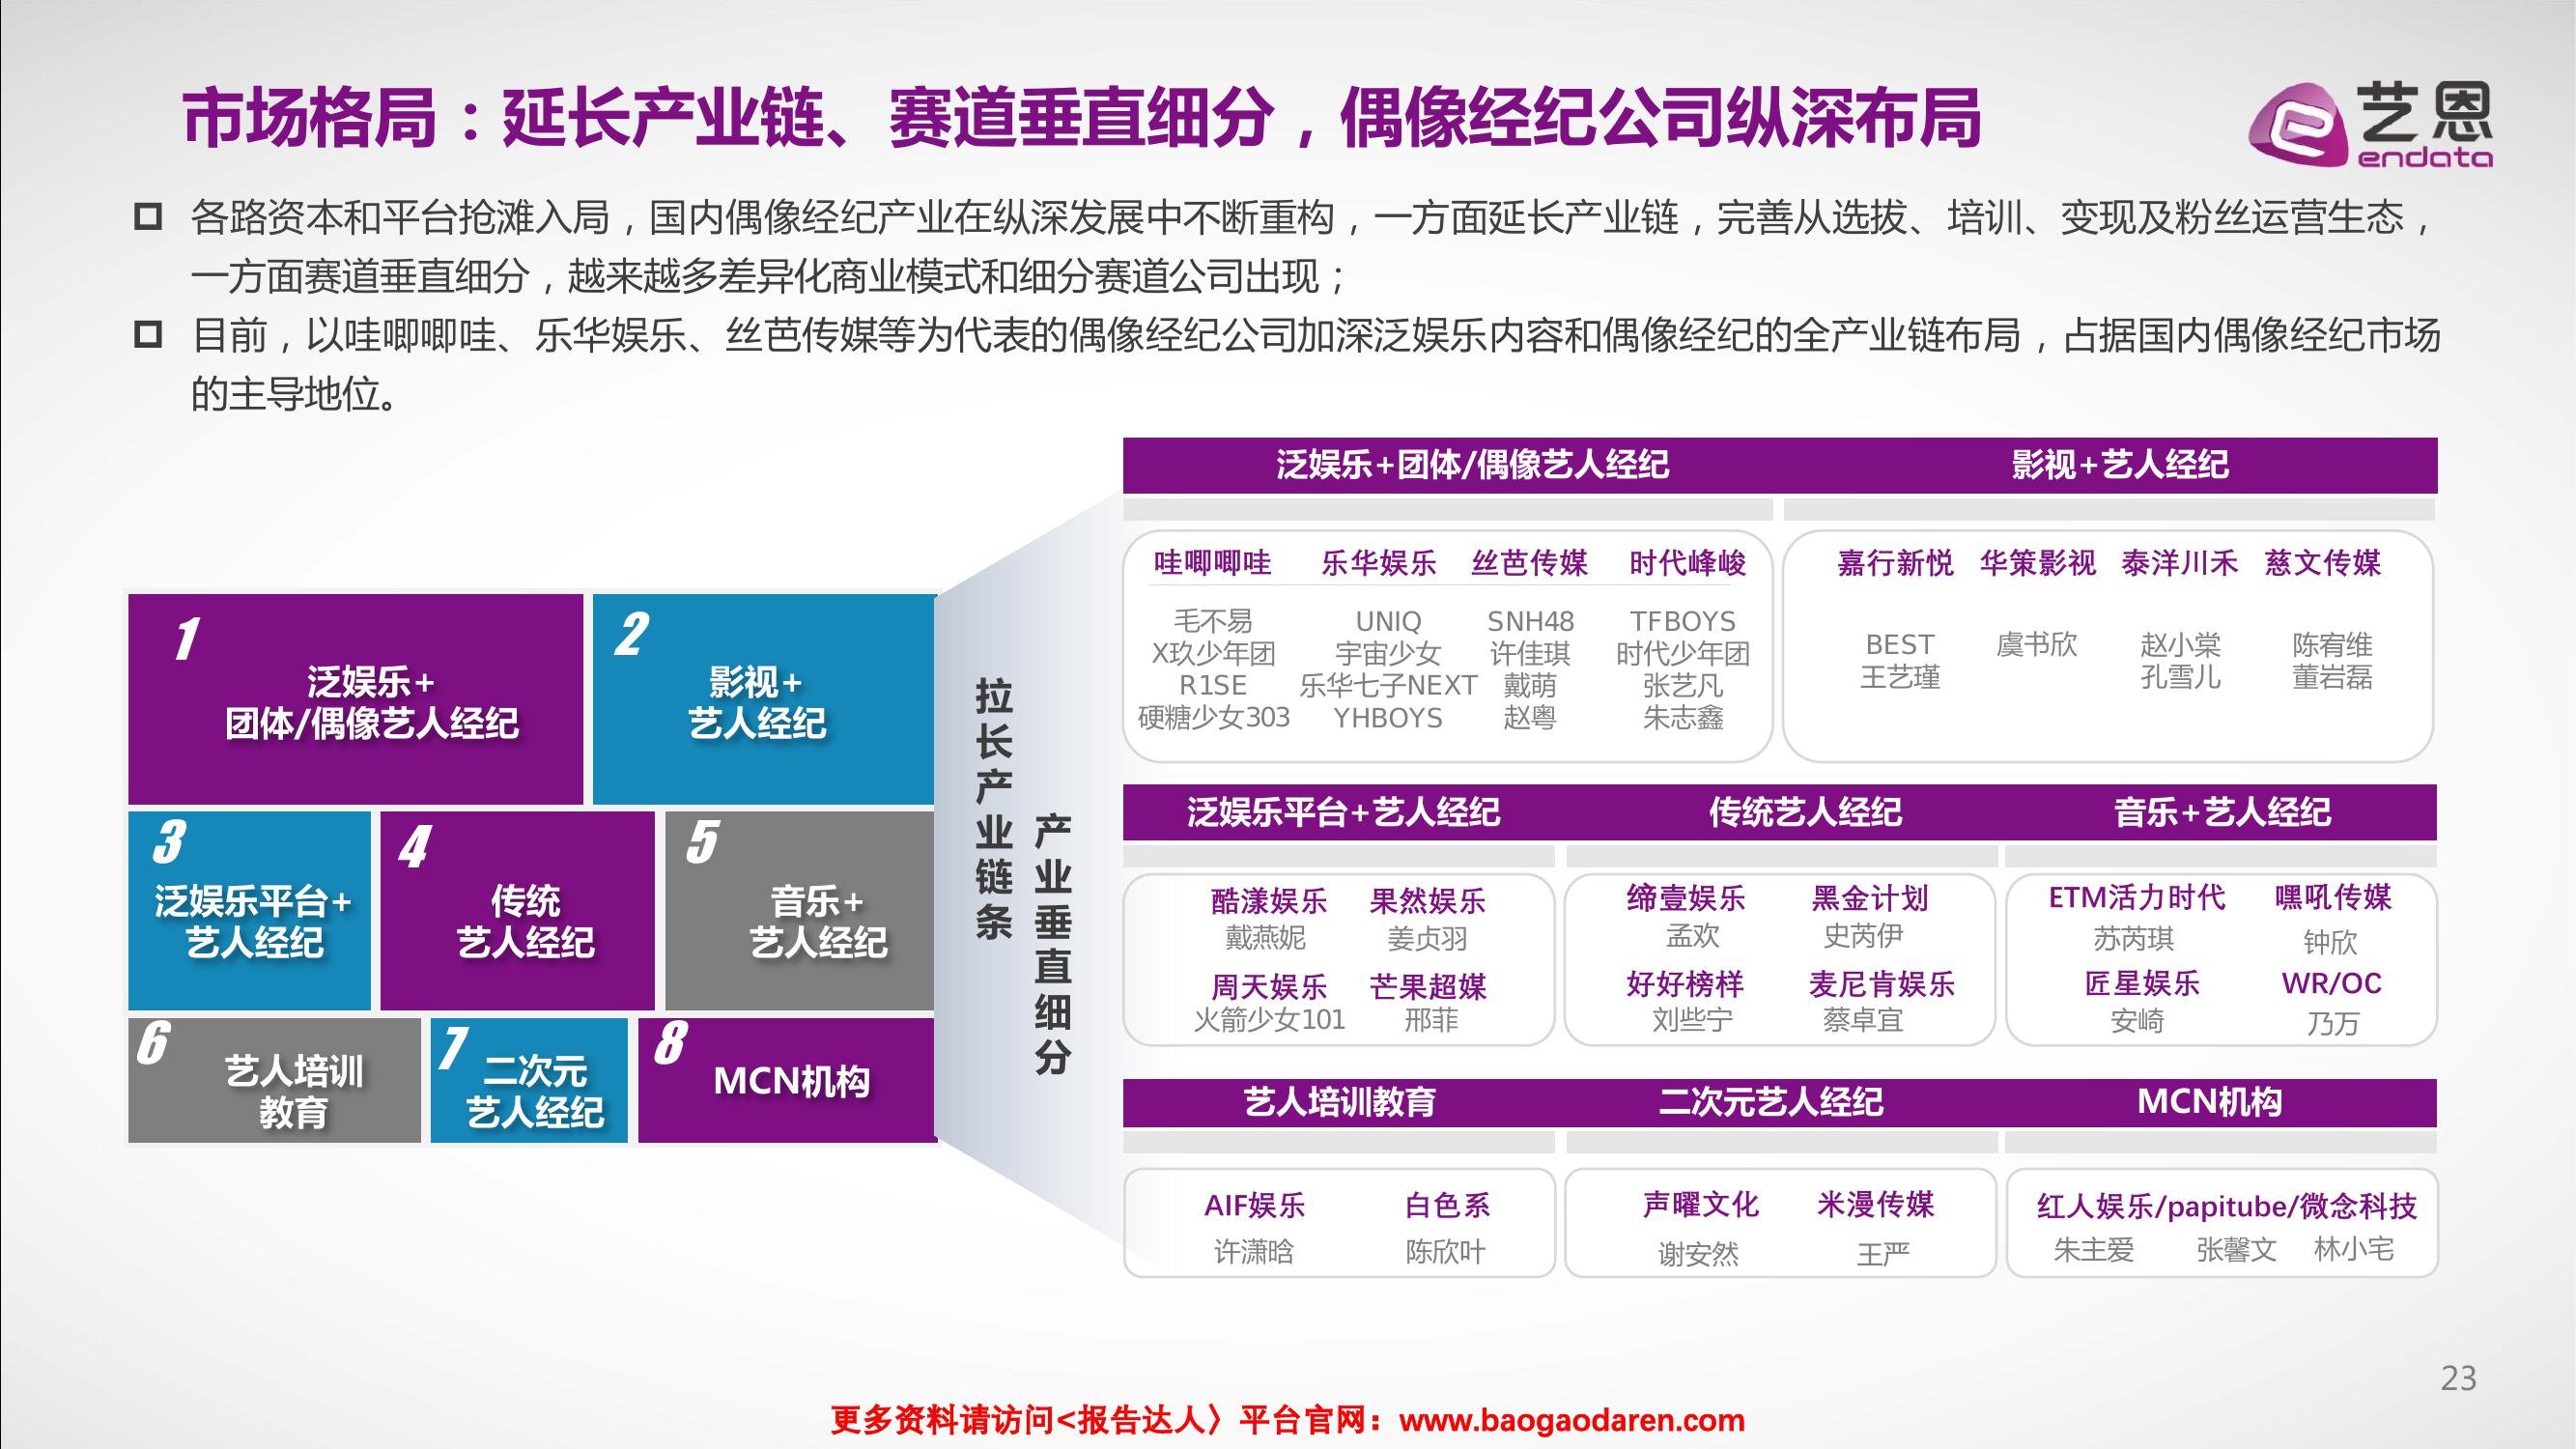 市场格局：延长产业链、赛道垂直细分，偶像经纪公司纵深布局
艺恩
endata
各路资本和平台抢滩入局，国内偶像经纪产业在纵深发展中不断重构，一方面延长产业链，完善从选拔、培训、变现及粉丝运营生态，
一方面赛道垂直细分，越来越多差异化商业模式和细分赛道公司出现；
目前，以哇唧唧哇、乐华娱乐、丝芭传媒等为代表的偶像经纪公司加深泛娱乐内容和偶像经纪的全产业链布局，占据国内偶像经纪市场
的主导地位。
1
泛娱乐+
团体/偶像艺人经纪
2
影视+
艺人经纪
3
泛娱乐平台+
艺人经纪
4
传统
艺人经纪
5
音乐+
艺人经纪
6
艺人培训
教育
7
二次元
艺人经纪
8
MCN机构
拉长产业链条
产业垂直细分
泛娱乐+团体/偶像艺人经纪 影视+艺人经纪
哇唧唧哇 乐华娱乐 丝芭传媒 时代峰峻
毛不易 UNIQ SNH48 TFBOYS
X玖少年团 宇宙少女 许佳琪 时代少年团
R1SE 乐华七子NEXT 戴萌 张艺凡
硬糖少女303 YHBOYS 赵粤 朱志鑫
嘉行新悦 华策影视 泰洋川禾 慈文传媒
BEST 虞书欣 赵小棠 陈宥维
王艺瑾 孔雪儿 董岩磊
泛娱乐平台+艺人经纪 传统艺人经纪 音乐+艺人经纪
酷漾娱乐 果然娱乐
戴燕妮 姜贞羽
周天娱乐 芒果超媒
火箭少女101 邢菲
缔壹娱乐 黑金计划
孟欢 史芮伊
好好榜样 麦尼肯娱乐
刘些宁 蔡卓宜
ETM活力时代 嘿吼传媒
苏芮琪 钟欣
匠星娱乐 WR/OC
安崎 乃万
艺人培训教育 二次元艺人经纪 MCN机构
AIF娱乐 白色系
许潇晗 陈欣叶
声曜文化 米漫传媒
谢安然 王严
红人娱乐/papitube/微念科技
朱主爱 张馨文 林小宅
23
更多资料请访问<报告达人〉平台官网：www.baogaodaren.com